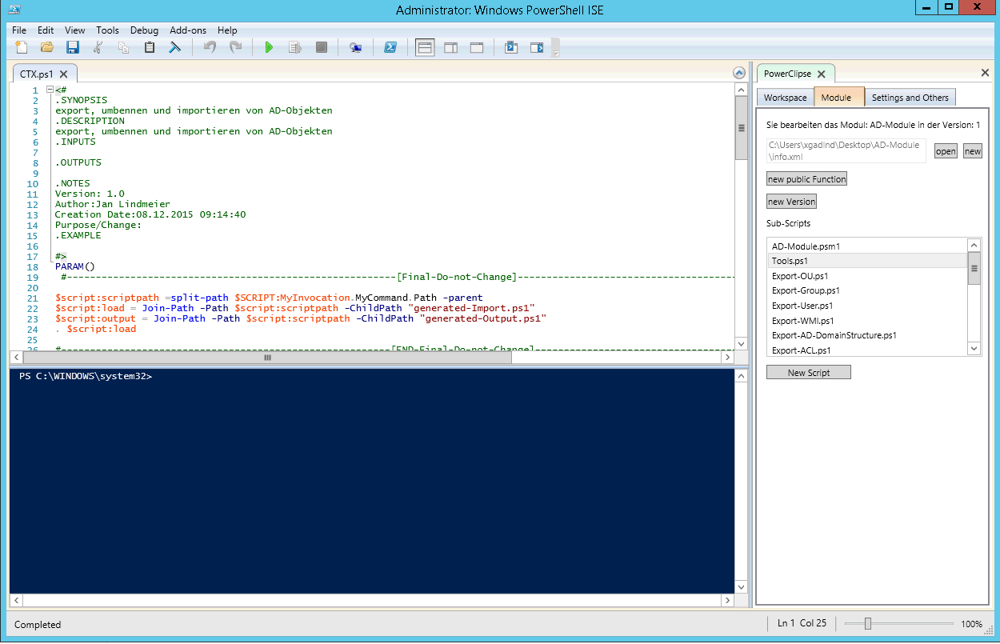 Administrator: Windows PowerShell ISE
File Edit View Tools Debug Add-ons Help
CTX.ps1
1 <#
2 .SYNOPSIS
3 export, umbennen und importieren von AD-Objekten
4 .DESCRIPTION
5 export, umbennen und importieren von AD-Objekten
6 .INPUTS
7
8 .OUTPUTS
9
10 .NOTES
11 Version: 1.0
12 Author:Jan Lindmeier
13 Creation Date:08.12.2015 09:14:40
14 Purpose/Change:
15 .EXAMPLE
16
17 #>
18 PARAM()
19 #---------------------------------------------------------[Final-Do-not-Change]--------------------------------------
20
21 $script:scriptpath =split-path $SCRIPT:MyInvocation.MyCommand.Path -parent
22 $script:load = Join-Path -Path $script:scriptpath -ChildPath "generated-Import.ps1"
23 $script:output = Join-Path -Path $script:scriptpath -ChildPath "generated-Output.ps1"
24 . $script:load
25
26 #---------------------------------------------------------[END-Final-Do-not-Change]-----------------------------------
PS C:\WINDOWS\system32>
PowerClipse
Workspace Module Settings and Others
Sie bearbeiten das Modul: AD-Module in der Version: 1
C:\Users\xgadind\Desktop\AD-Module
\info.xml
open new
new public Function
new Version
Sub-Scripts
AD-Module.psm1
Tools.ps1
Export-OU.ps1
Export-Group.ps1
Export-User.ps1
Export-WMI.ps1
Export-AD-DomainStructure.ps1
Export-ACL.ps1
New Script
Completed
Ln 1 Col 25
100%